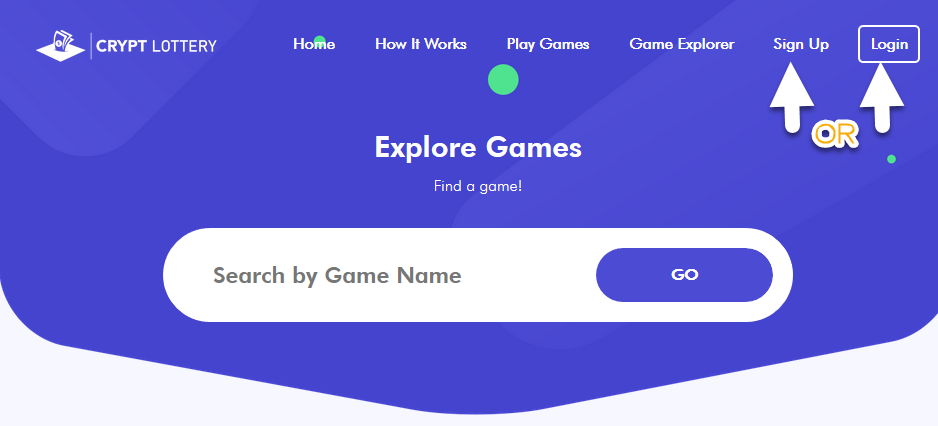 CRYPT LOTTERY
Home How It Works Play Games Game Explorer Sign Up Login
OR
Explore Games
Find a game!
Search by Game Name GO